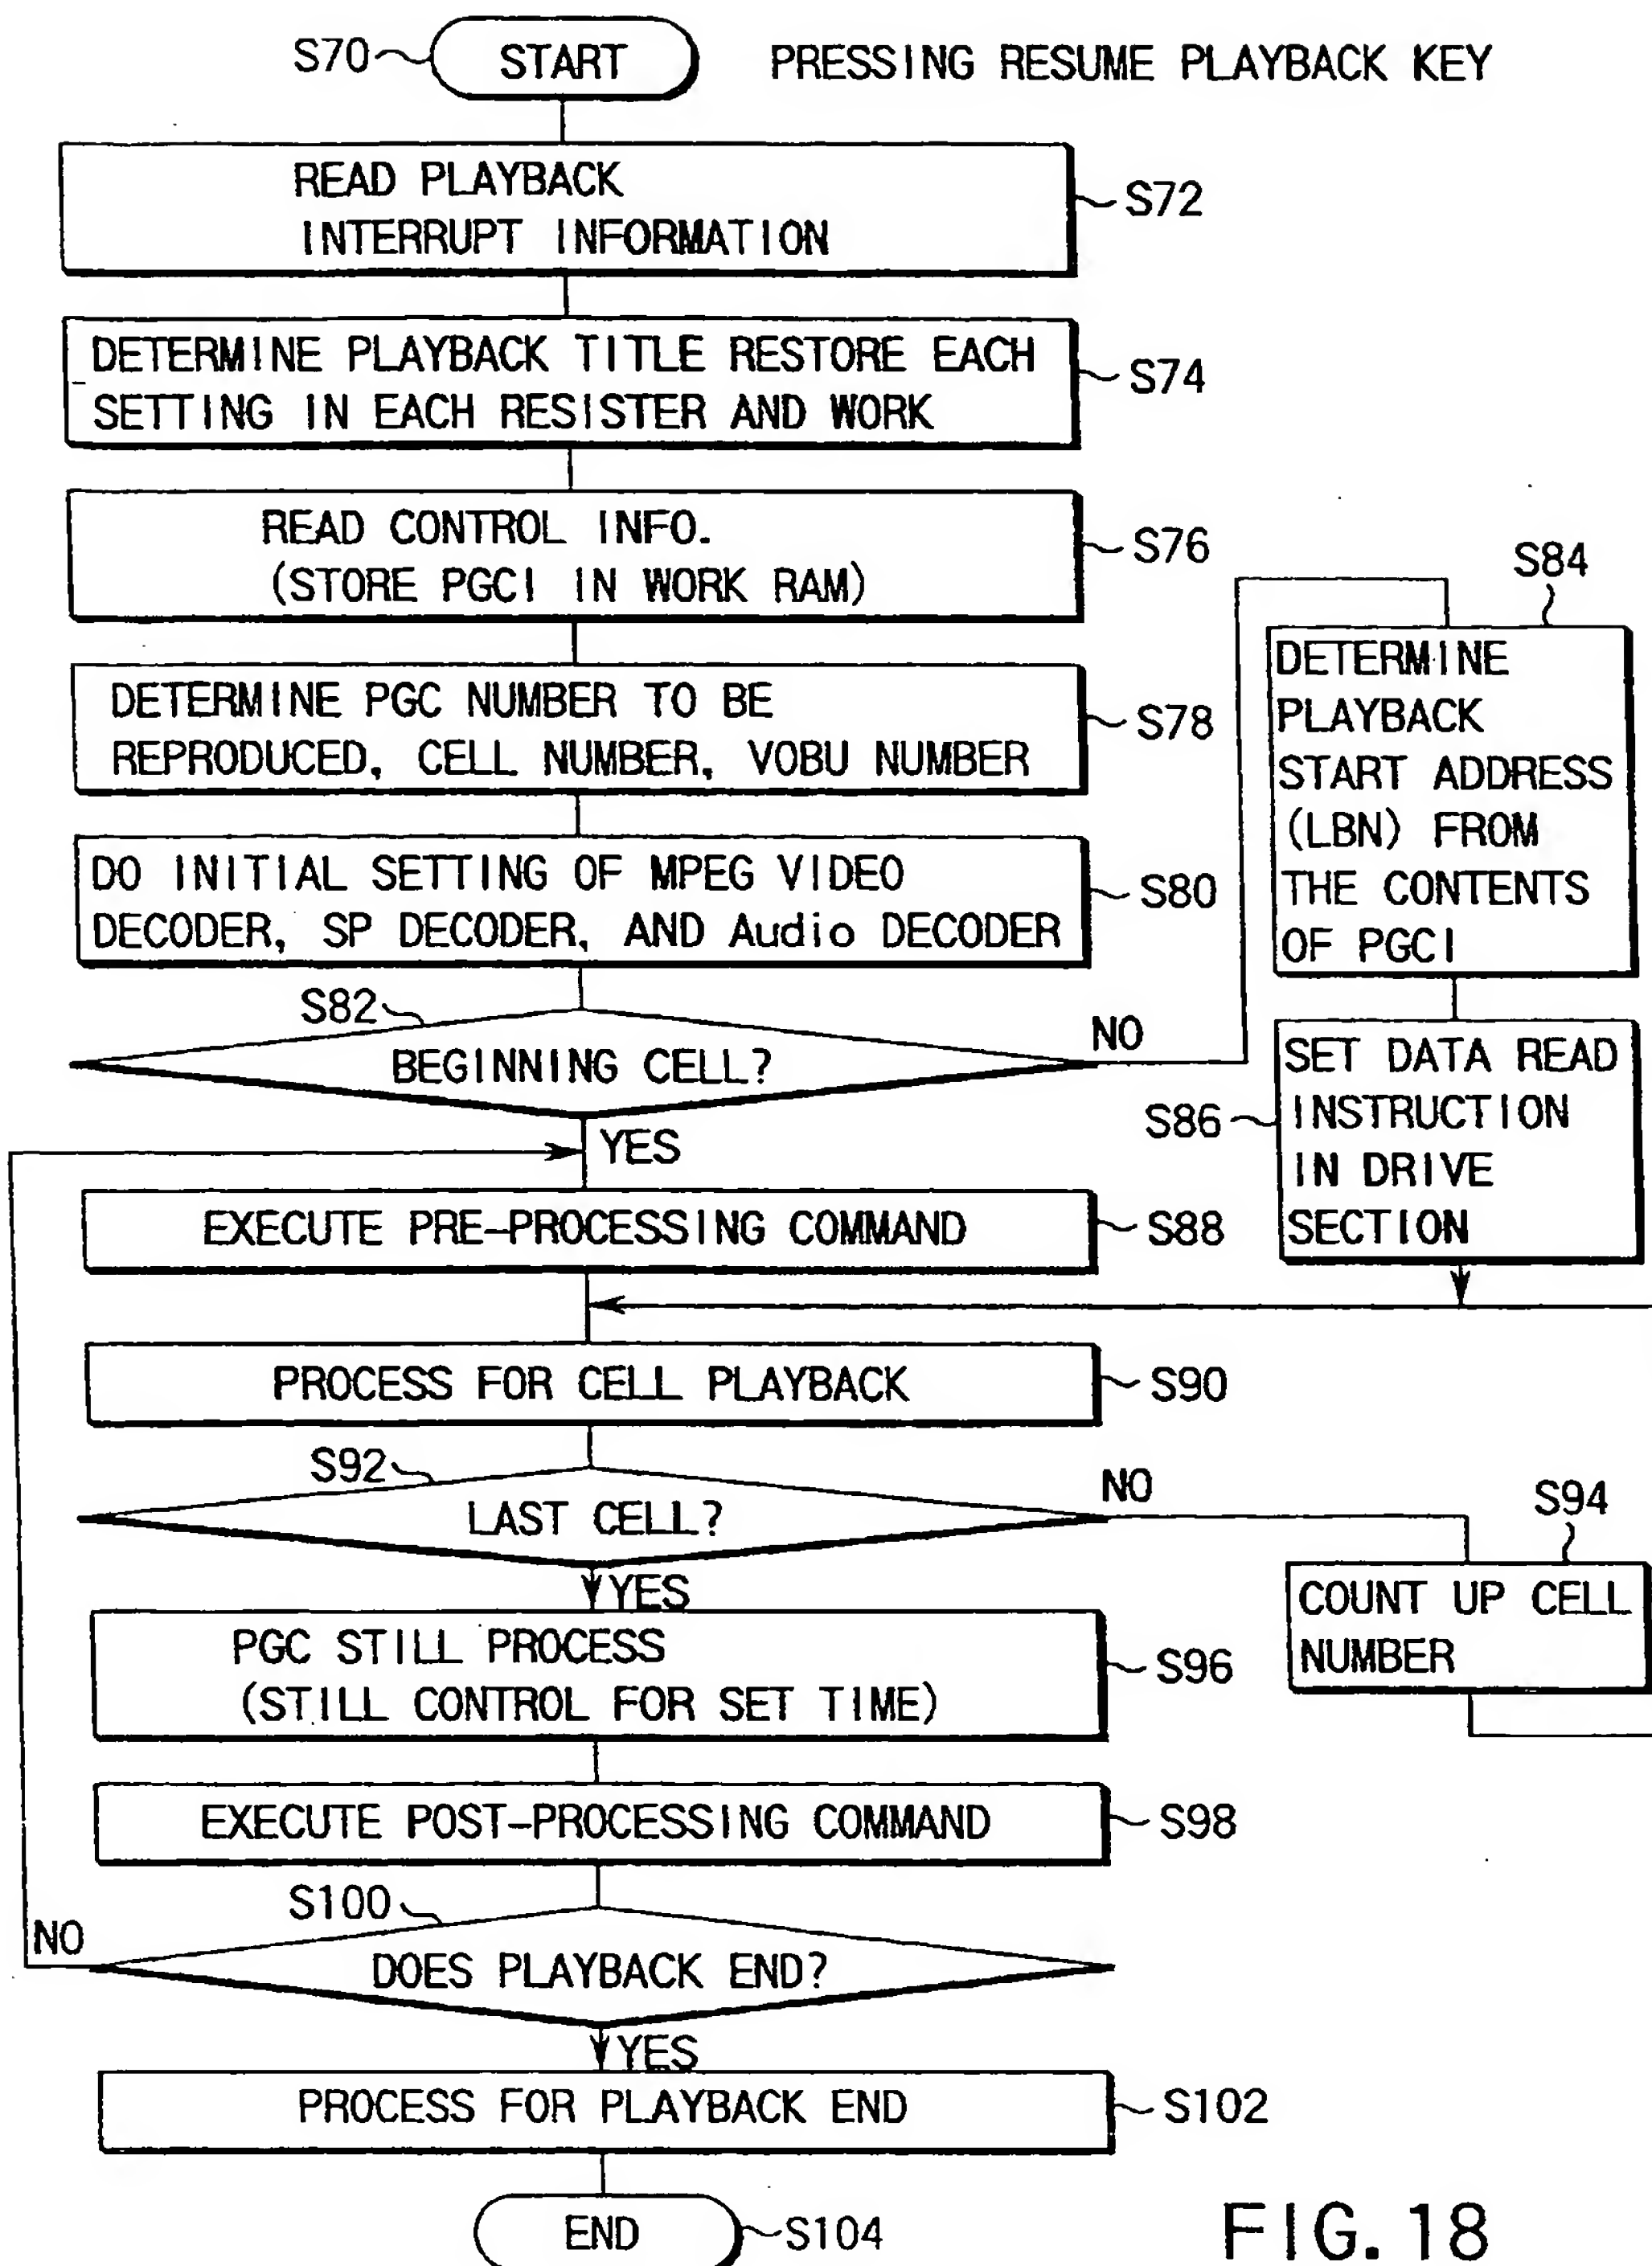 S70 START PRESSING RESUME PLAYBACK KEY
READ PLAYBACK
INTERRUPT INFORMATION
S72
DETERMINE PLAYBACK TITLE RESTORE EACH
SETTING IN EACH RESISTER AND WORK
S74
READ CONTROL INFO.
(STORE PGCI IN WORK RAM)
S76
DETERMINE PGC NUMBER TO BE
REPRODUCED, CELL NUMBER, VOBU NUMBER
S78
DO INITIAL SETTING OF MPEG VIDEO
DECODER, SP DECODER, AND Audio DECODER
S80
S82
BEGINNING CELL?
NO
YES
S84
DETERMINE
PLAYBACK
START ADDRESS
(LBN) FROM
THE CONTENTS
OF PGCI
S86
SET DATA READ
INSTRUCTION
IN DRIVE
SECTION
EXECUTE PRE-PROCESSING COMMAND
S88
PROCESS FOR CELL PLAYBACK
S90
S92
LAST CELL?
NO
YES
S94
COUNT UP CELL
NUMBER
PGC STILL PROCESS
(STILL CONTROL FOR SET TIME)
S96
EXECUTE POST-PROCESSING COMMAND
S98
S100
NO
DOES PLAYBACK END?
YES
PROCESS FOR PLAYBACK END
S102
END
S104
FIG. 18